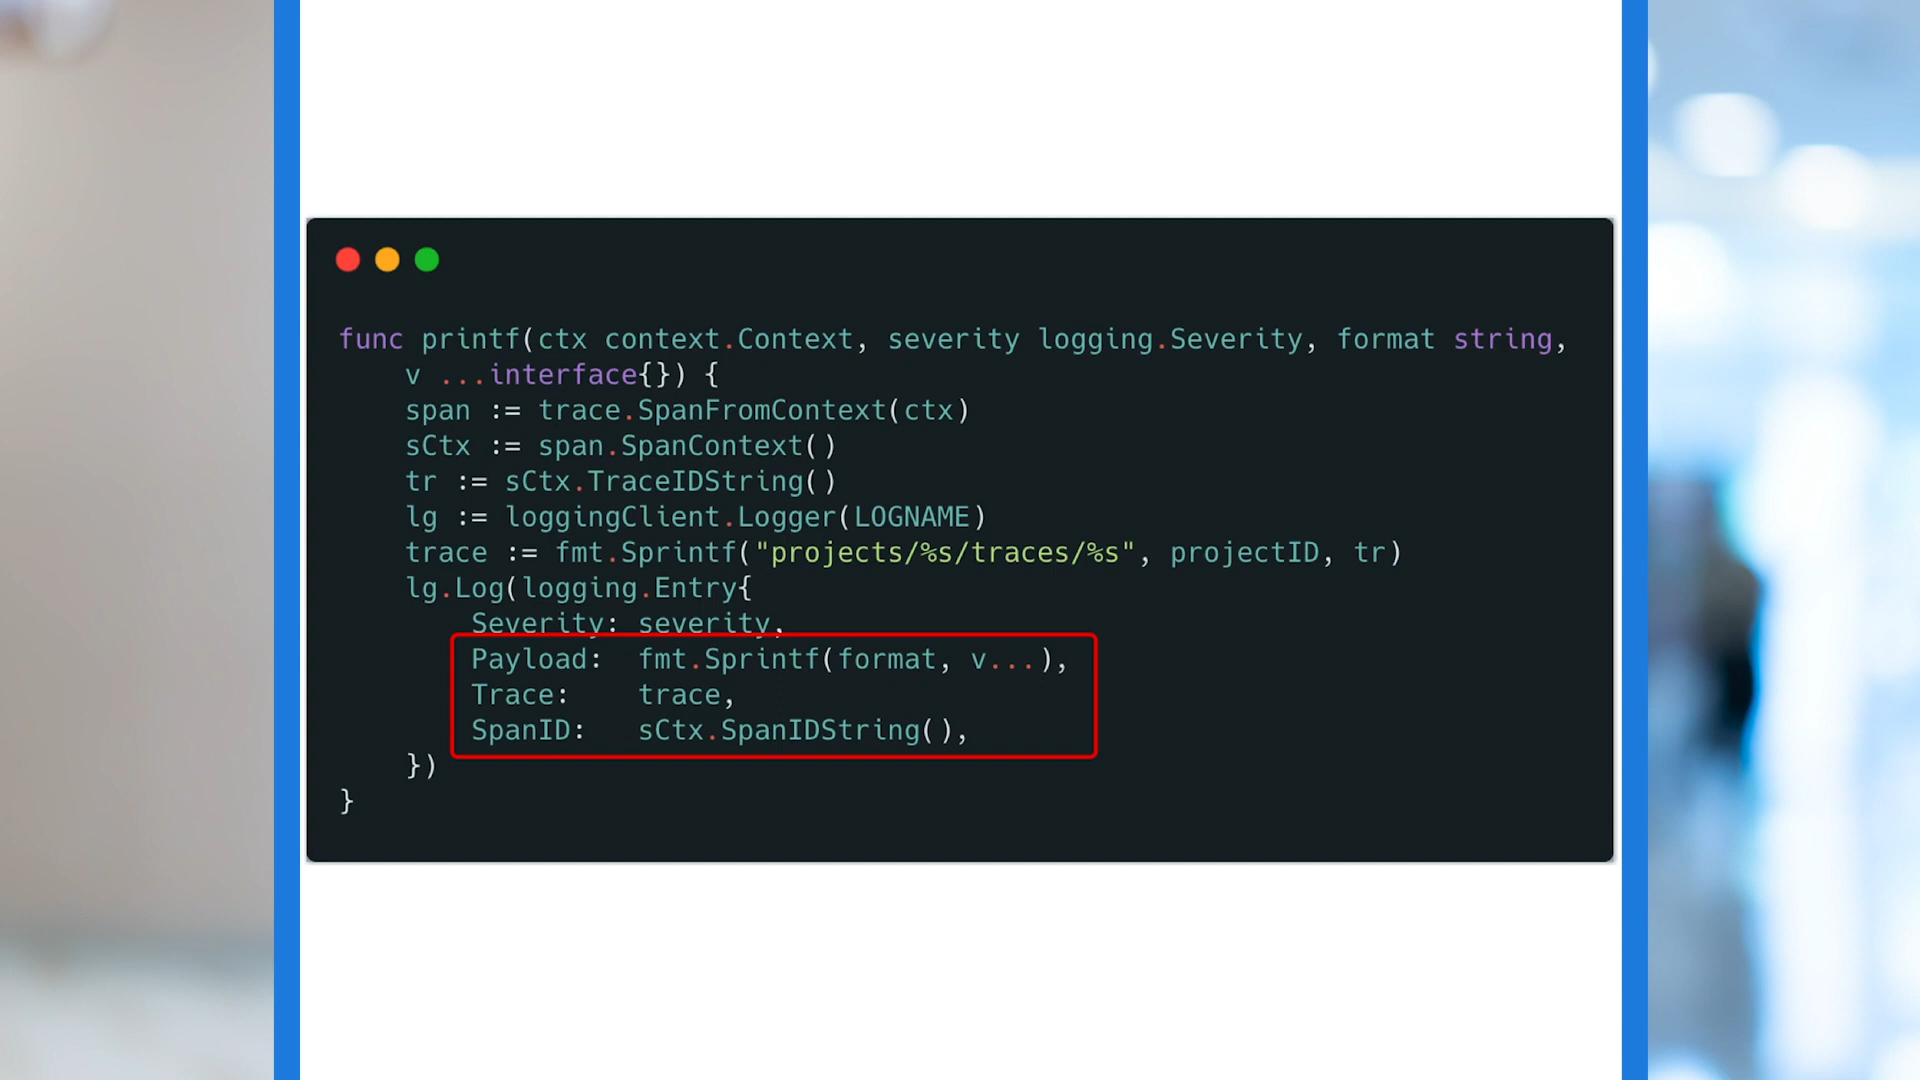 func printf(ctx context.Context, severity logging.Severity, format string,
v ...interface{}) {
span := trace.SpanFromContext(ctx)
sCtx := span.SpanContext()
tr := sCtx.TraceIDString()
lg := loggingClient.Logger(LOGNAME)
trace := fmt.Sprintf("projects/%s/traces/%s", projectID, tr)
lg.Log(logging.Entry{
Severity: severity,
Payload: fmt.Sprintf(format, v...),
Trace: trace,
SpanID: sCtx.SpanIDString(),
})
}